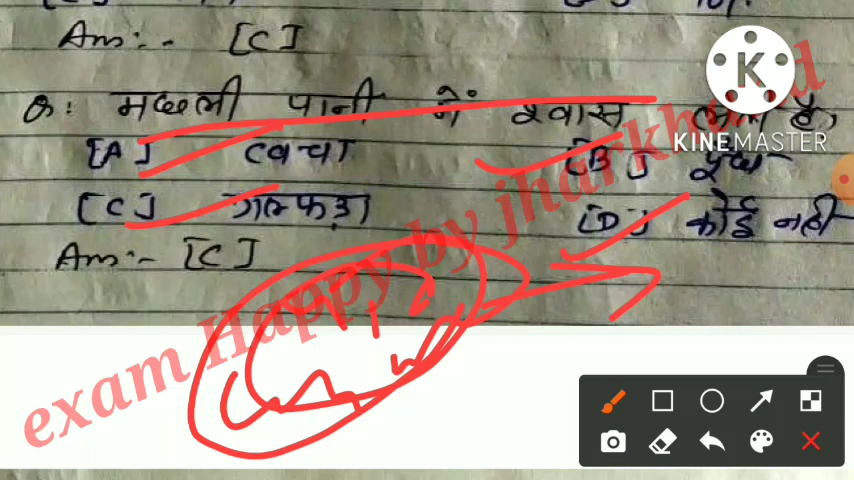 Ans:- [C]
Q: मछली पानी में श्वास लेती है,
[A] त्वचा [B]
[C] गलफड़ा [D] कोई नही
Ans:- [C]
exam Happy by jharkhand
K
KINEMASTER